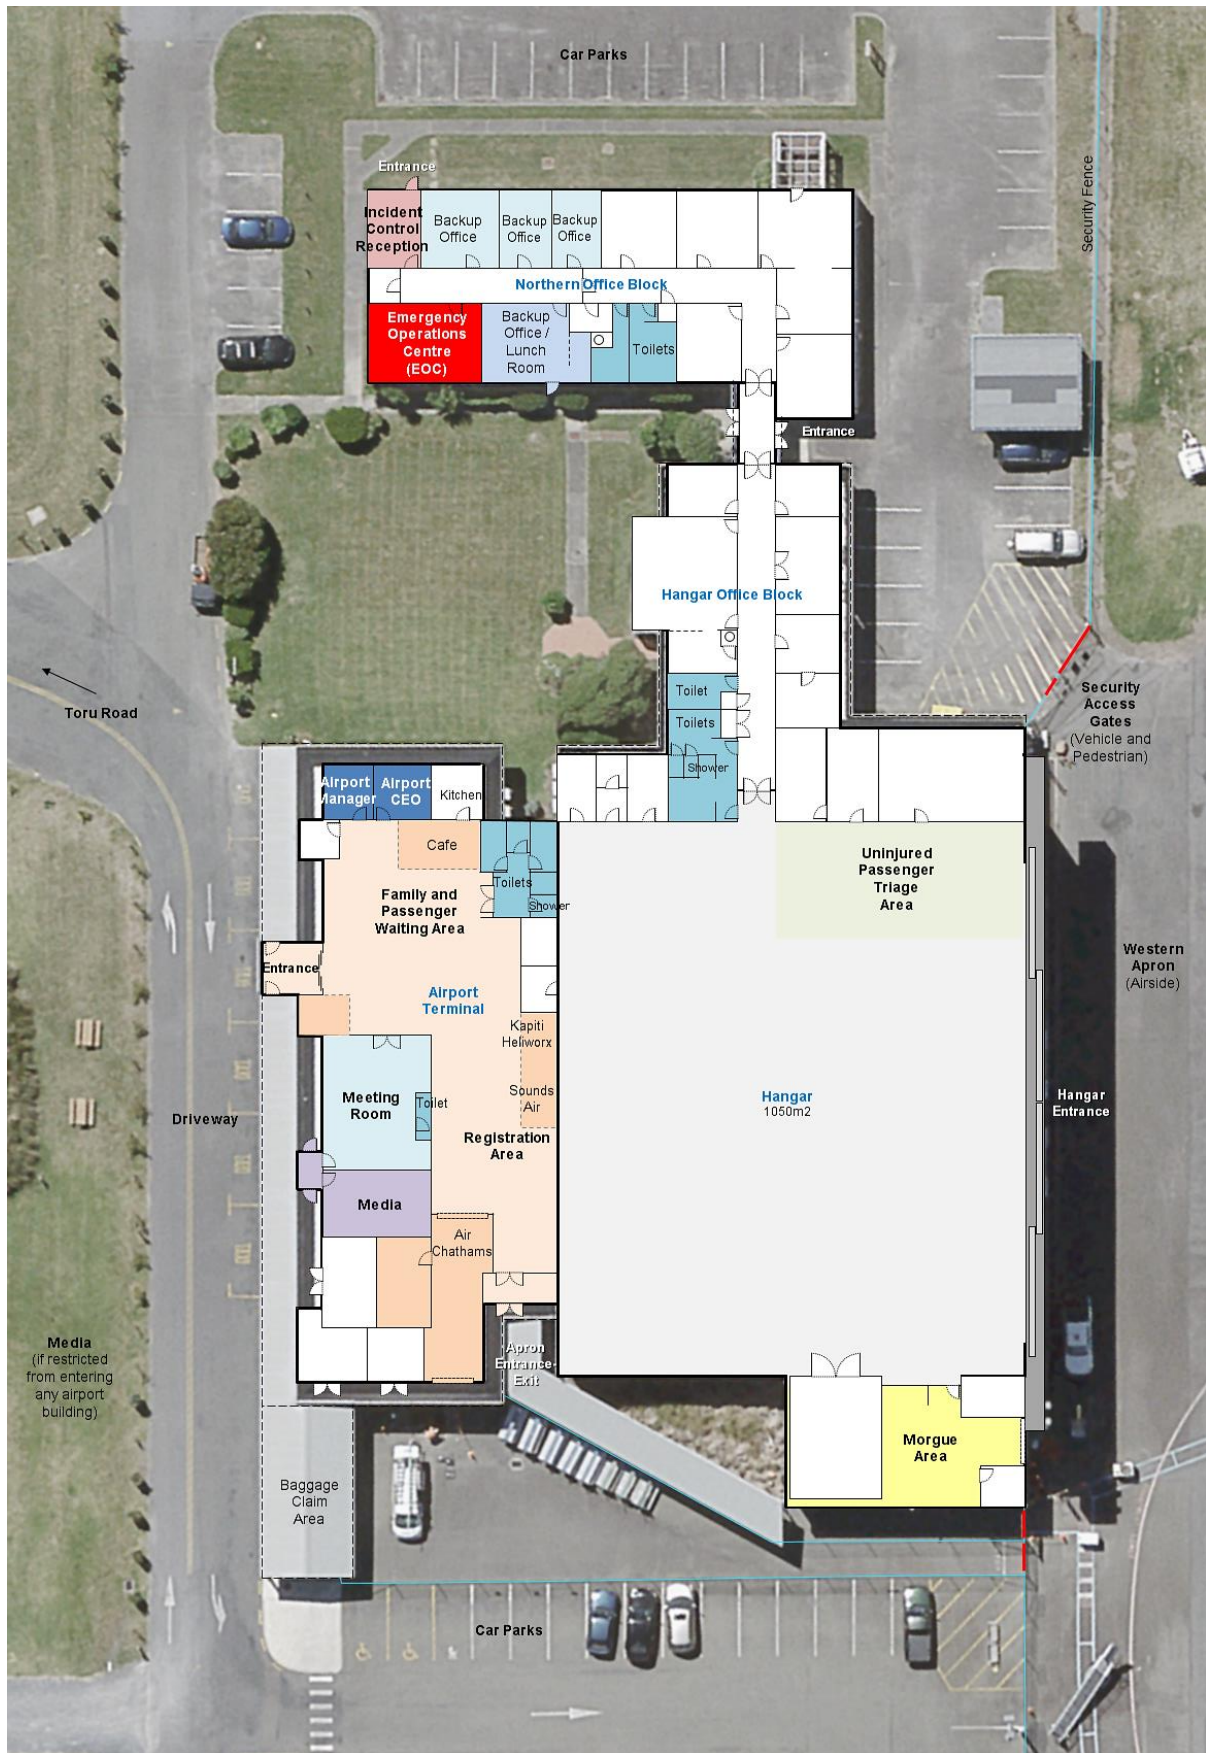 Car Parks
Security Fence
Entrance
Incident
Control
Reception
Backup
Office
Backup
Office
Backup
Office
Northern Office Block
Emergency
Operations
Centre
(EOC)
Backup
Office /
Lunch
Room
Toilets
Entrance
Hangar Office Block
Toilet
Toilets
Shower
Toru Road
Security
Access
Gates
(Vehicle and
Pedestrian)
Airport
Manager
Airport
CEO
Kitchen
Cafe
Toilets
Shower
Family and
Passenger
Waiting Area
Uninjured
Passenger
Triage
Area
Entrance
Airport
Terminal
Western
Apron
(Airside)
Kapiti
Heliworx
Sounds
Air
Meeting
Room
Toilet
Driveway
Registration
Area
Hangar
1050m2
Hangar
Entrance
Media
Air
Chathams
Media
(if restricted
from entering
any airport
building)
Apron
Entrance-
Exit
Morgue
Area
Baggage
Claim
Area
Car Parks